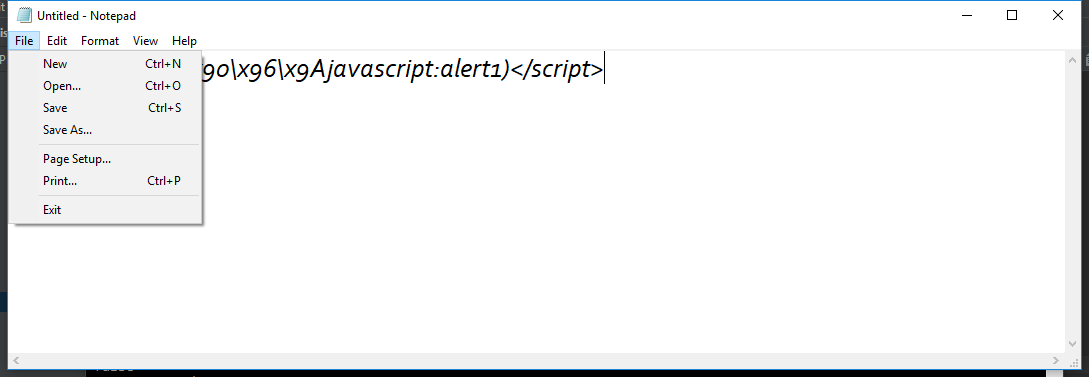 Untitled - Notepad
File Edit Format View Help
90\x96\x9Ajavascript:alert1)</script>
New Ctrl+N
Open... Ctrl+O
Save Ctrl+S
Save As...
Page Setup...
Print... Ctrl+P
Exit